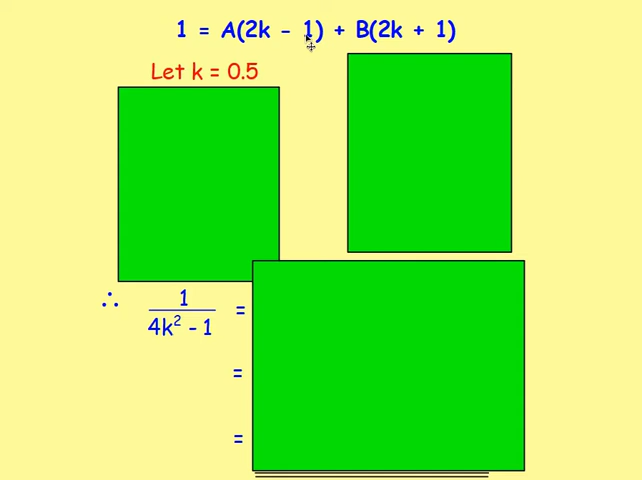 1 = A(2k - 1) + B(2k + 1)
Let k = 0.5
∴ 1
4k² - 1 =
=
=